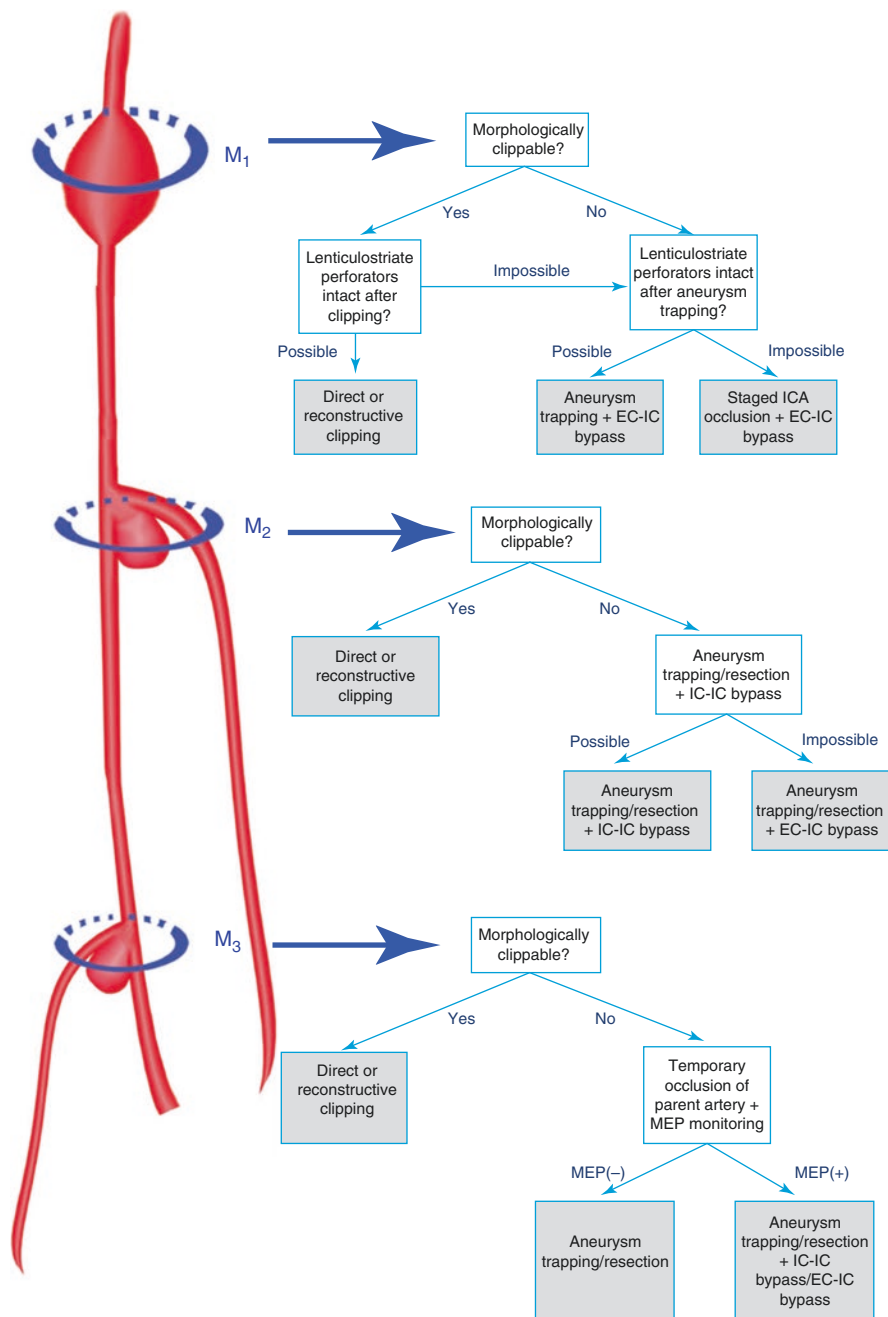 M1
Morphologically
clippable?
Yes
No
Lenticulostriate
perforators
intact after
clipping?
Impossible
Lenticulostriate
perforators intact
after aneurysm
trapping?
Possible
Possible
Impossible
Direct or
reconstructive
clipping
Aneurysm
trapping + EC-IC
bypass
Staged ICA
occlusion + EC-IC
bypass
M2
Morphologically
clippable?
Yes
No
Direct or
reconstructive
clipping
Aneurysm
trapping/resection
+ IC-IC bypass
Possible
Impossible
Aneurysm
trapping/resection
+ IC-IC bypass
Aneurysm
trapping/resection
+ EC-IC bypass
M3
Morphologically
clippable?
Yes
No
Direct or
reconstructive
clipping
Temporary
occlusion of
parent artery +
MEP monitoring
MEP(–)
MEP(+)
Aneurysm
trapping/resection
Aneurysm
trapping/resection
+ IC-IC
bypass/EC-IC
bypass